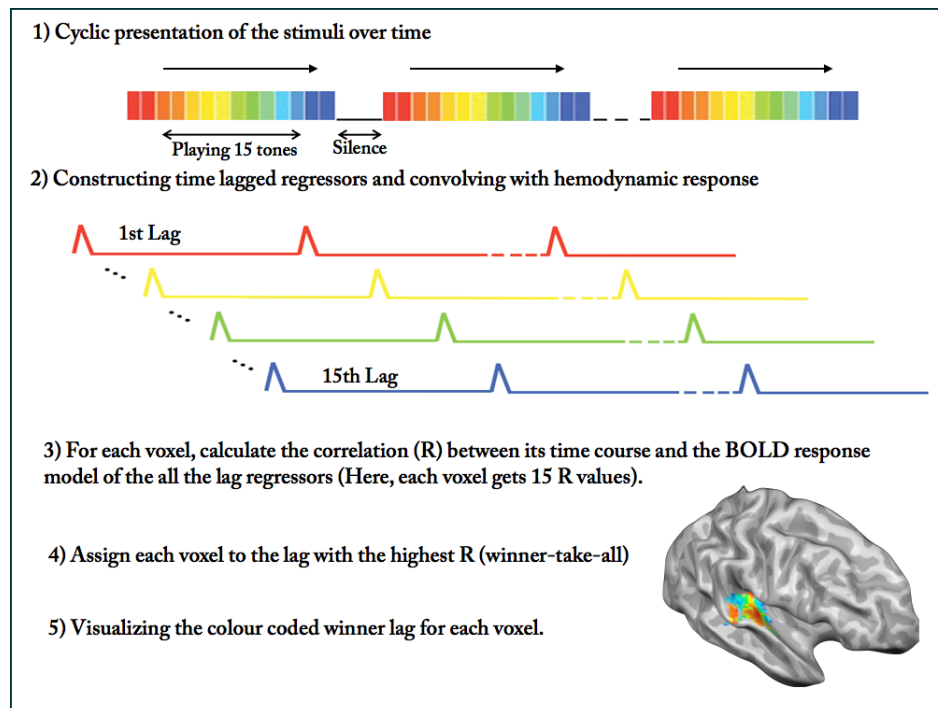 1) Cyclic presentation of the stimuli over time
Playing 15 tones
Silence
2) Constructing time lagged regressors and convolving with hemodynamic response
1st Lag
15th Lag
3) For each voxel, calculate the correlation (R) between its time course and the BOLD response
model of the all the lag regressors (Here, each voxel gets 15 R values).
4) Assign each voxel to the lag with the highest R (winner-take-all)
5) Visualizing the colour coded winner lag for each voxel.